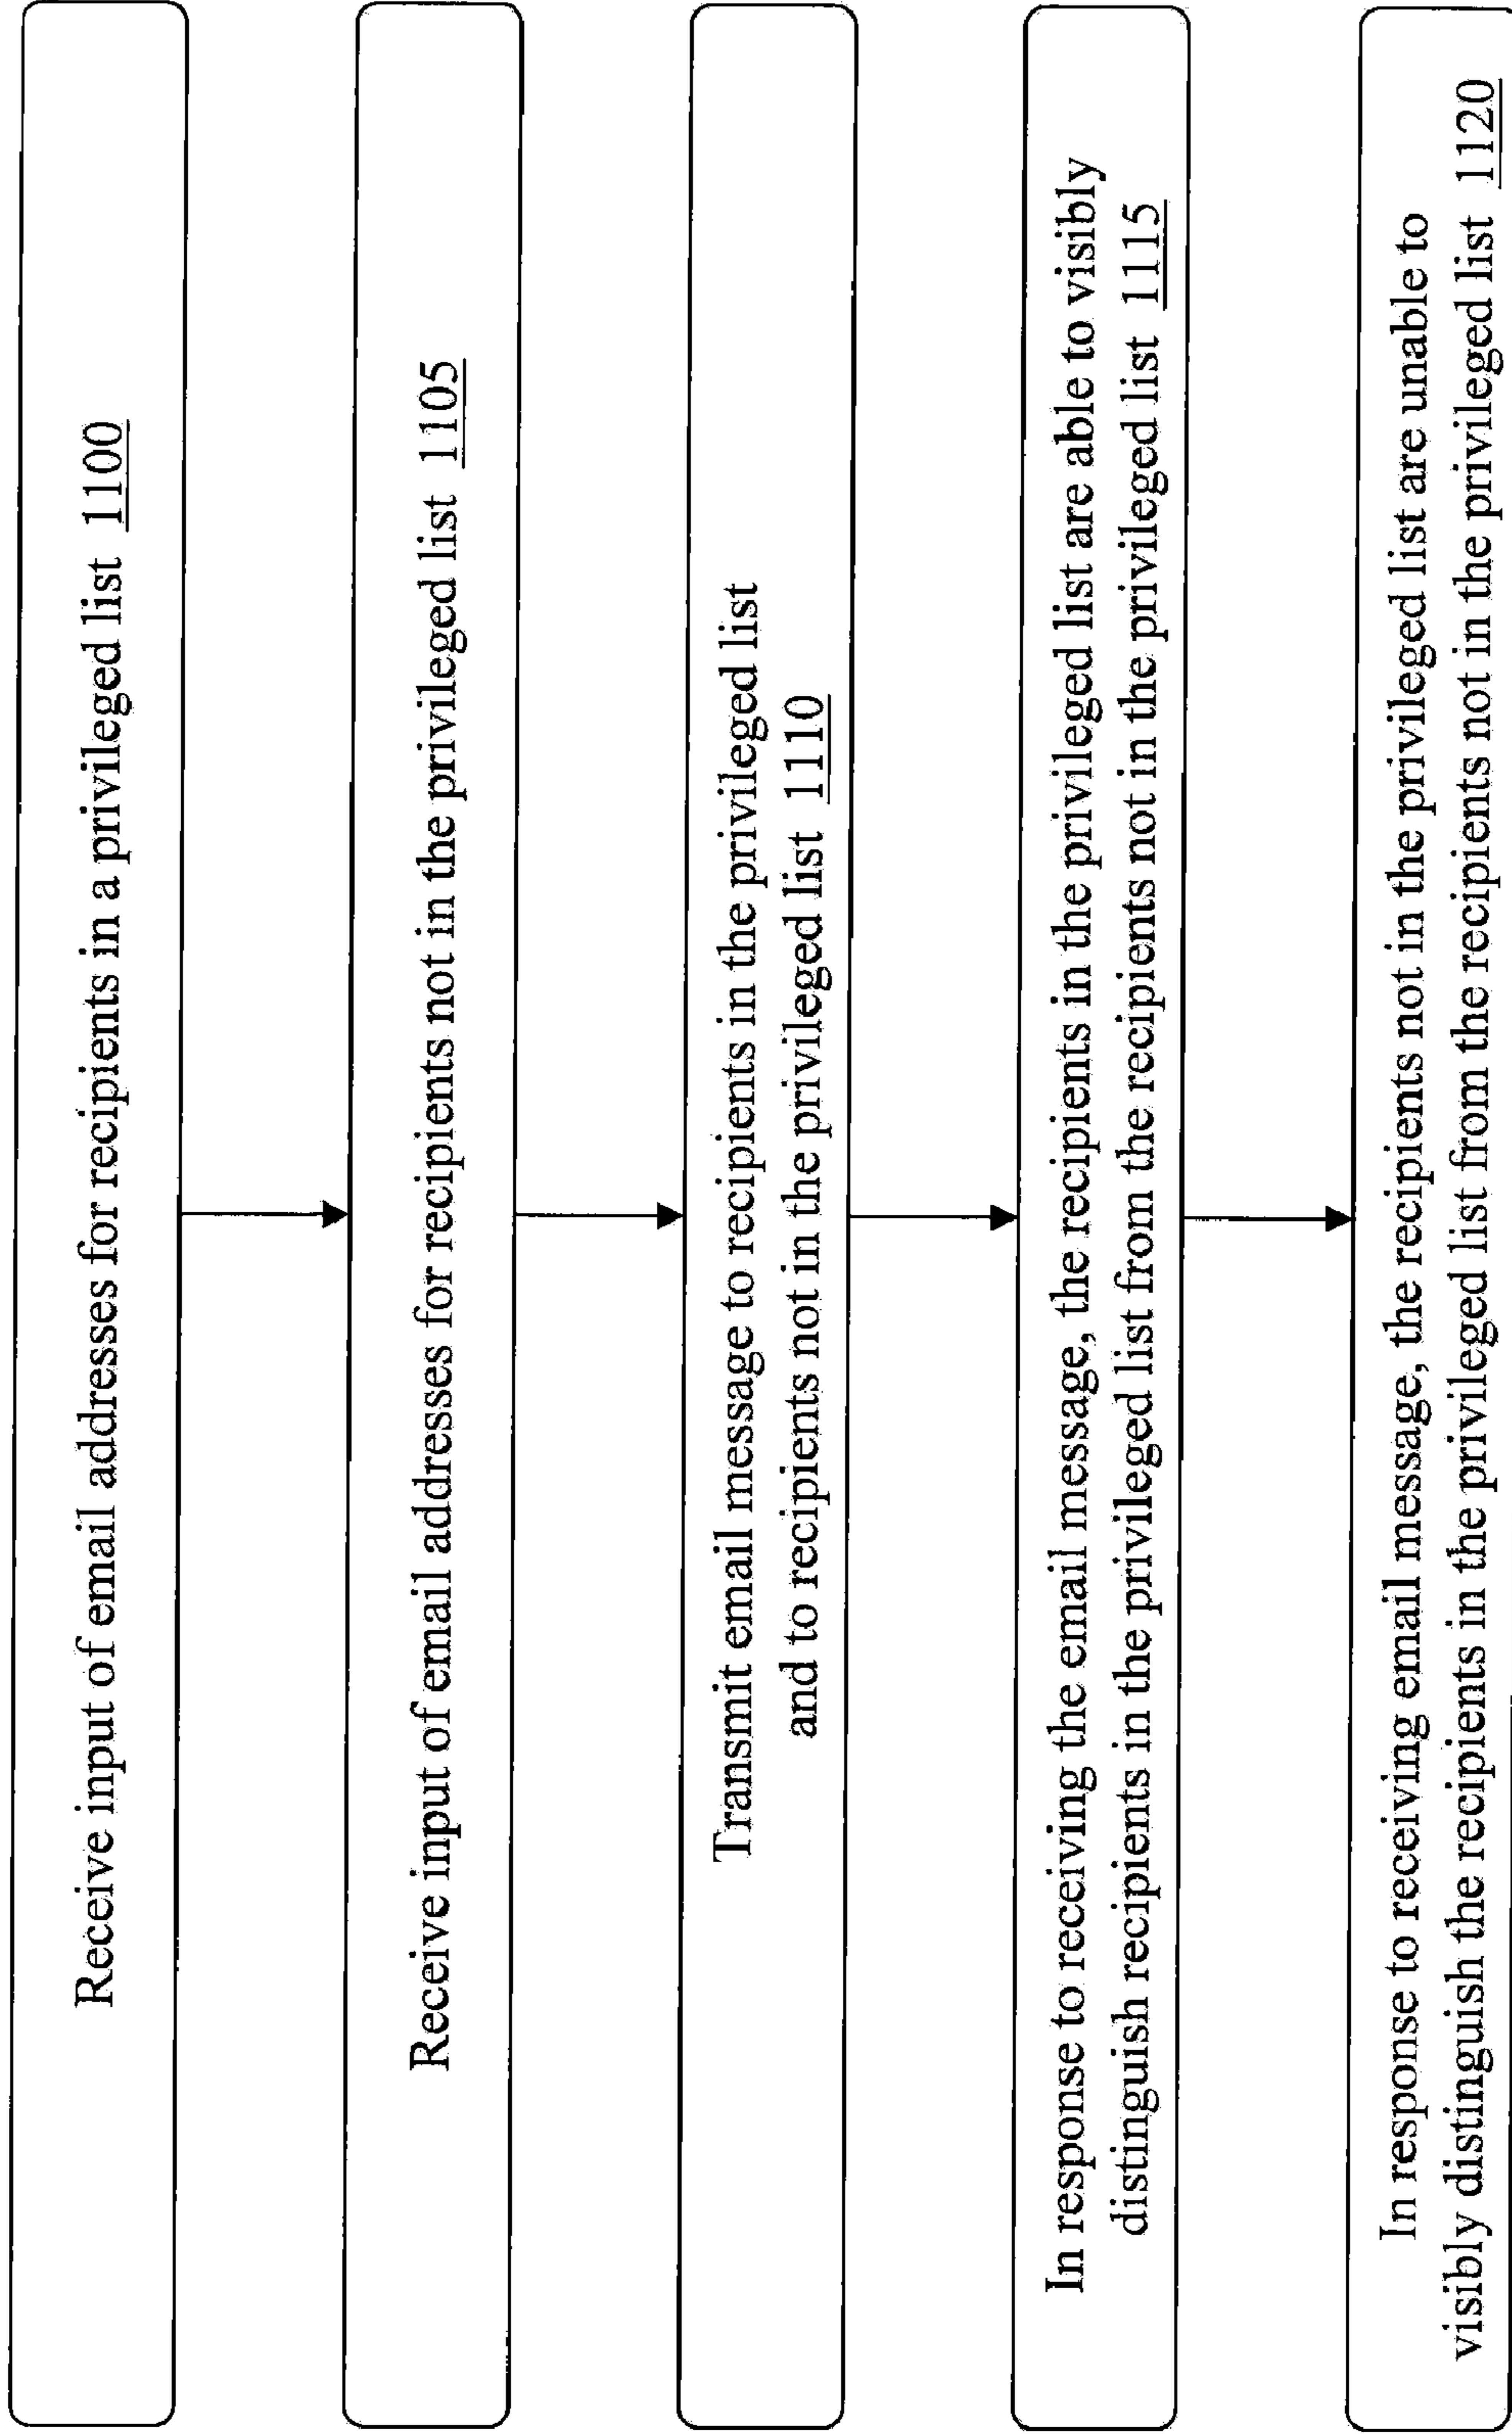 Receive input of email addresses for recipients in a privileged list 1100
Receive input of email addresses for recipients not in the privileged list 1105
Transmit email message to recipients in the privileged list
and to recipients not in the privileged list 1110
In response to receiving the email message, the recipients in the privileged list are able to visibly
distinguish recipients in the privileged list from the recipients not in the privileged list 1115
In response to receiving email message, the recipients not in the privileged list are unable to
visibly distinguish the recipients in the privileged list from the recipients not in the privileged list 1120